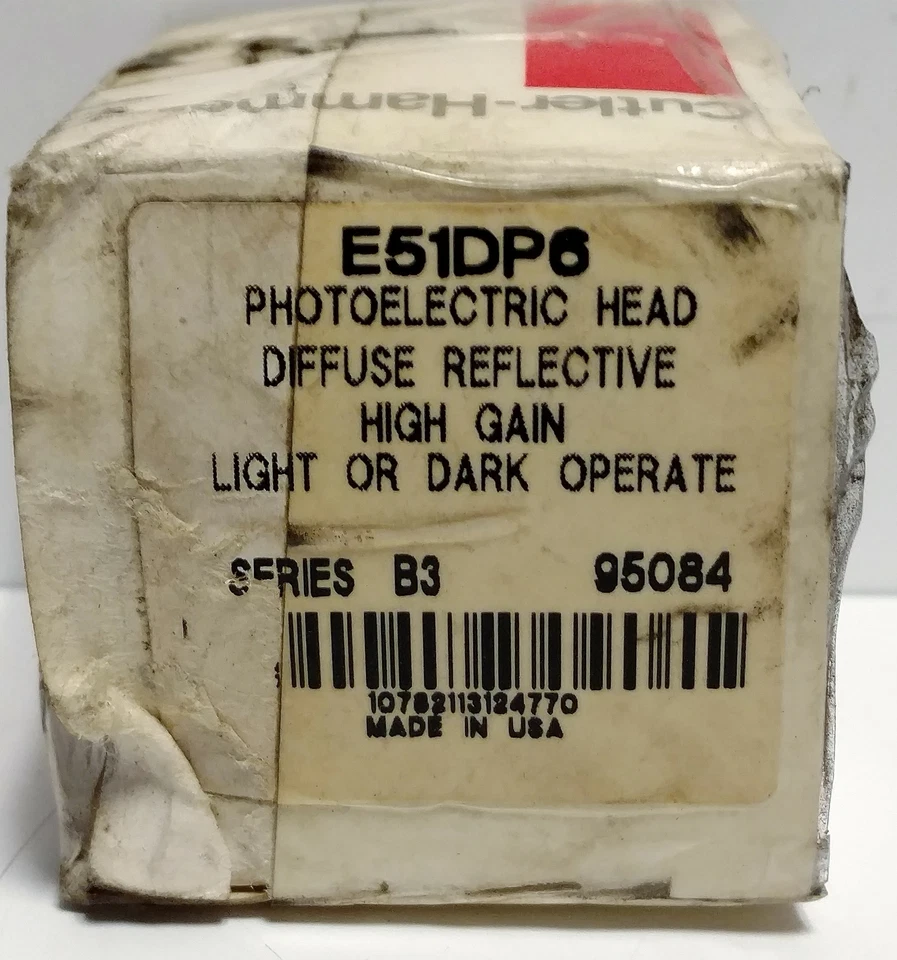 Cutler-Hammer
E51DP6
PHOTOELECTRIC HEAD
DIFFUSE REFLECTIVE
HIGH GAIN
LIGHT OR DARK OPERATE
SERIES B3 95084
10782113124770
MADE IN USA